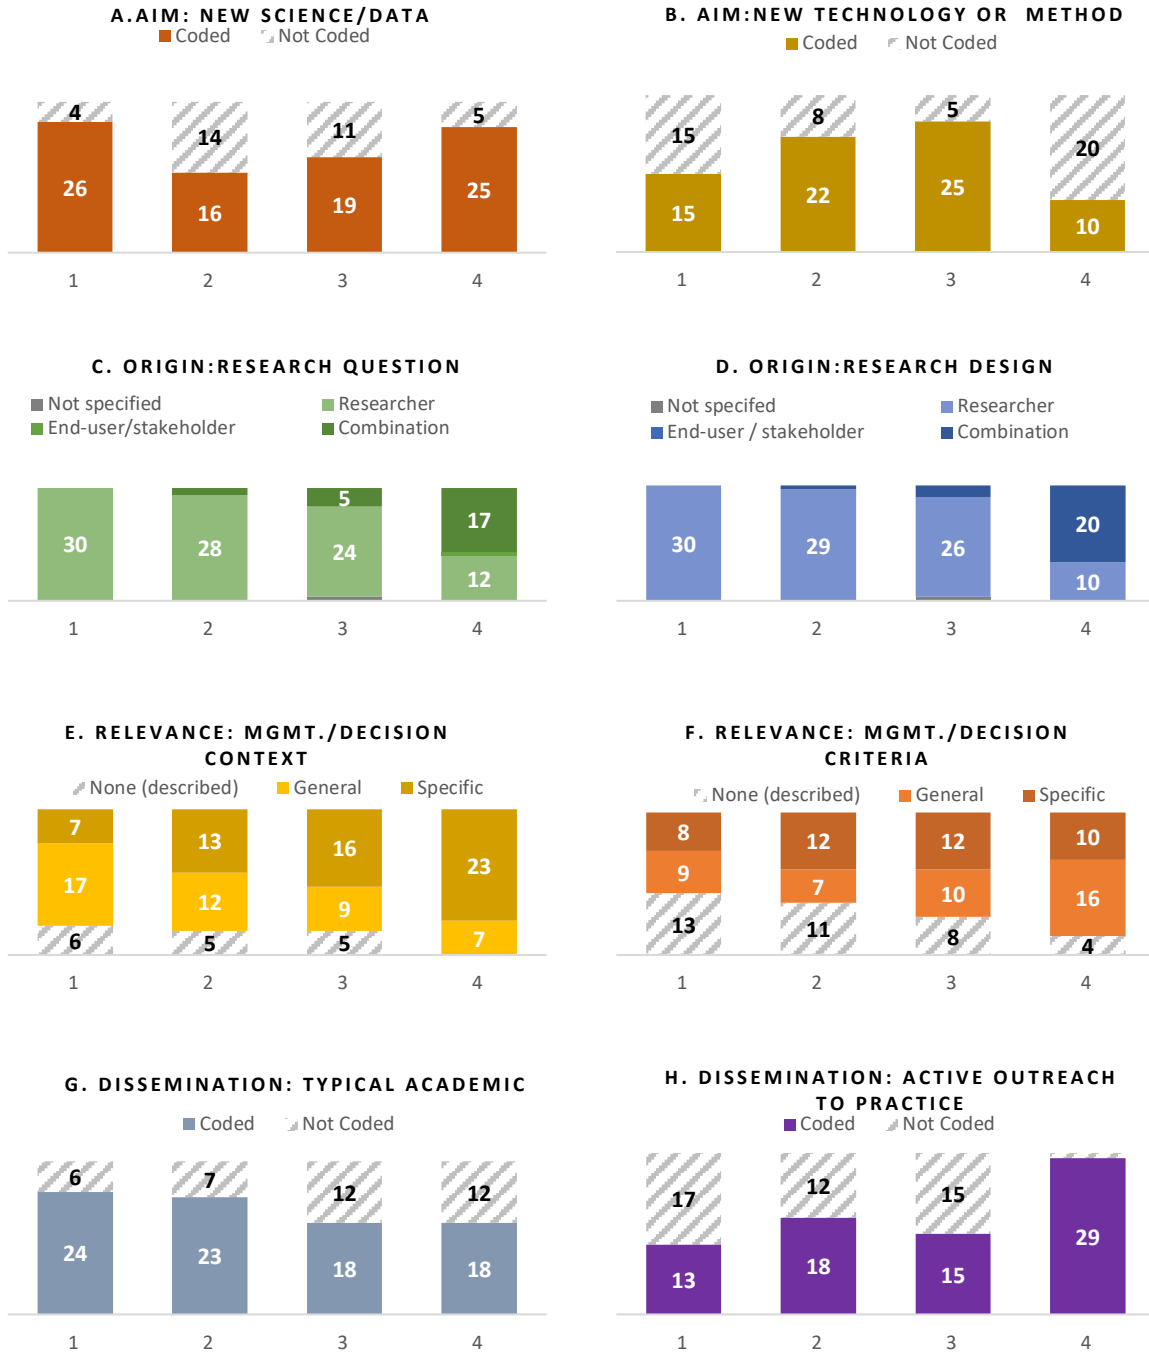 A.AIM: NEW SCIENCE/DATA
Coded Not Coded
4 14 11 5
26 16 19 25
1 2 3 4
B. AIM:NEW TECHNOLOGY OR METHOD
Coded Not Coded
15 8 5 20
15 22 25 10
1 2 3 4
C. ORIGIN:RESEARCH QUESTION
Not specified Researcher
End-user/stakeholder Combination
5 17
30 28 24 12
1 2 3 4
D. ORIGIN:RESEARCH DESIGN
Not specifed Researcher
End-user / stakeholder Combination
20
30 29 26 10
1 2 3 4
E. RELEVANCE: MGMT./DECISION
CONTEXT
None (described) General Specific
7 13 16 23
17 12 9 7
6 5 5
1 2 3 4
F. RELEVANCE: MGMT./DECISION
CRITERIA
None (described) General Specific
8 12 12 10
9 7 10 16
13 11 8 4
1 2 3 4
G. DISSEMINATION: TYPICAL ACADEMIC
Coded Not Coded
6 7 12 12
24 23 18 18
1 2 3 4
H. DISSEMINATION: ACTIVE OUTREACH
TO PRACTICE
Coded Not Coded
17 12 15
13 18 15 29
1 2 3 4